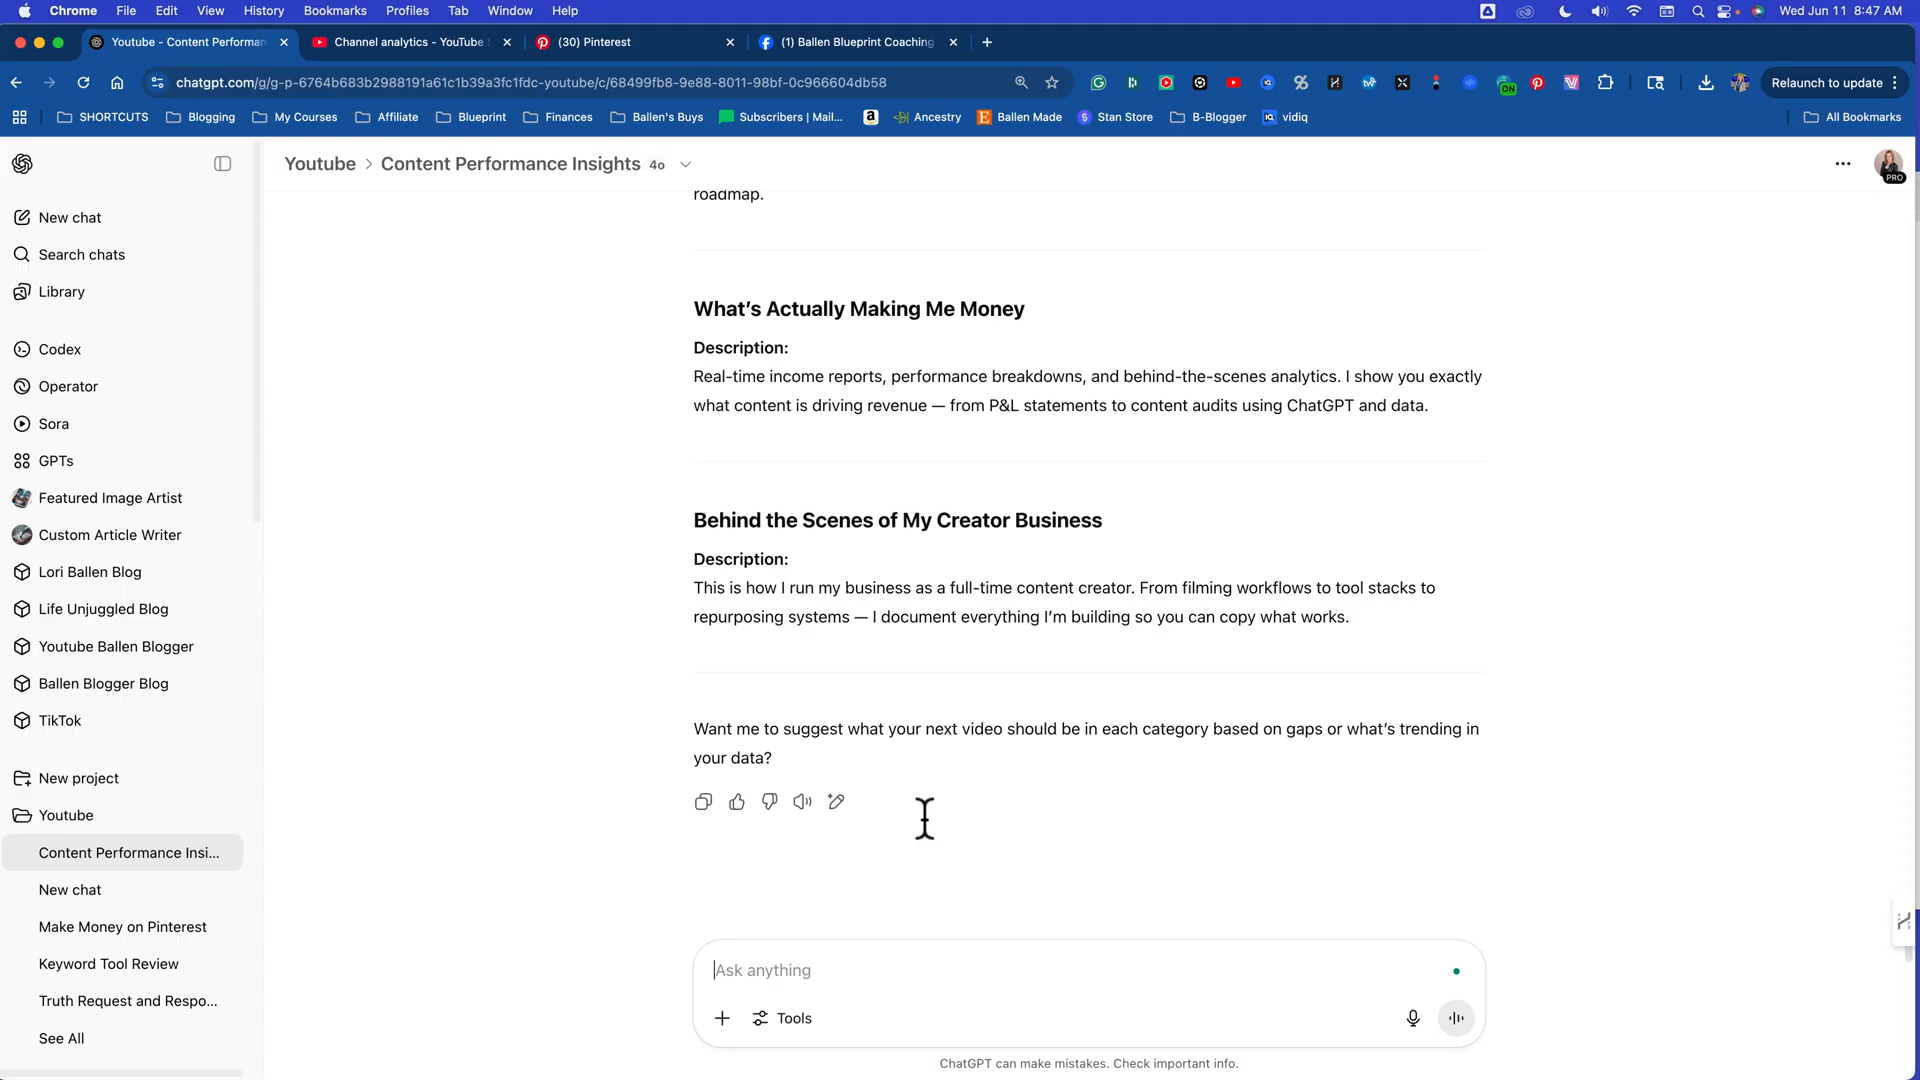 Chrome File Edit View History Bookmarks Profiles Tab Window Help Wed Jun 11 8:47 AM
Youtube - Content Performan Channel analytics - YouTube (30) Pinterest (1) Ballen Blueprint Coaching
chatgpt.com/g/g-p-6764b683b2988191a61c1b39a3fc1fdc-youtube/c/68499fb8-9e88-8011-98bf-0c966604db58 ON Relaunch to update
SHORTCUTS Blogging My Courses Affiliate Blueprint Finances Ballen's Buys Subscribers | Mail... Ancestry Ballen Made Stan Store B-Blogger vidiq All Bookmarks
Youtube > Content Performance Insights 4o
PRO
New chat
Search chats
Library
Codex
Operator
Sora
GPTs
Featured Image Artist
Custom Article Writer
Lori Ballen Blog
Life Unjuggled Blog
Youtube Ballen Blogger
Ballen Blogger Blog
TikTok
New project
Youtube
Content Performance Insi...
New chat
Make Money on Pinterest
Keyword Tool Review
Truth Request and Respo...
See All
roadmap.
What's Actually Making Me Money
Description:
Real-time income reports, performance breakdowns, and behind-the-scenes analytics. I show you exactly
what content is driving revenue — from P&L statements to content audits using ChatGPT and data.
Behind the Scenes of My Creator Business
Description:
This is how I run my business as a full-time content creator. From filming workflows to tool stacks to
repurposing systems — I document everything I'm building so you can copy what works.
Want me to suggest what your next video should be in each category based on gaps or what's trending in
your data?
Ask anything
Tools
ChatGPT can make mistakes. Check important info.